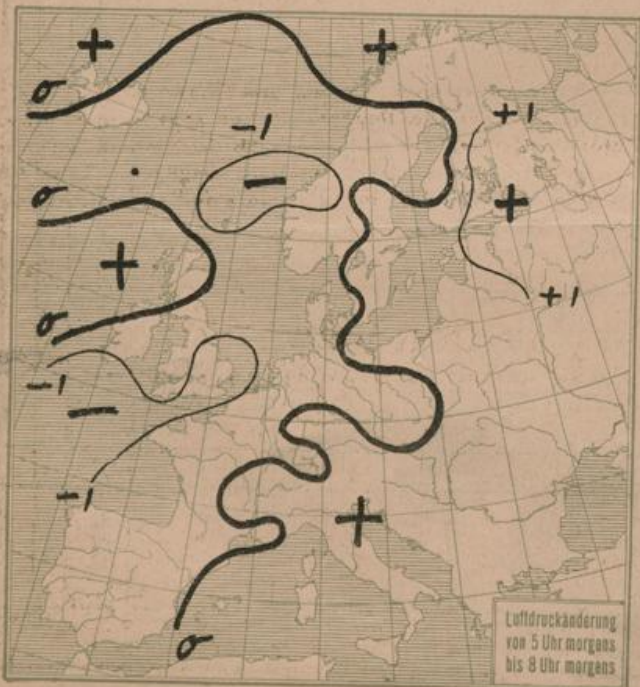 + +
σ
-1
+1
σ
−
+
+
+1
σ
-1
−
-1
+
σ
Luftdruckänderung
von 5 Uhr morgens
bis 8 Uhr morgens